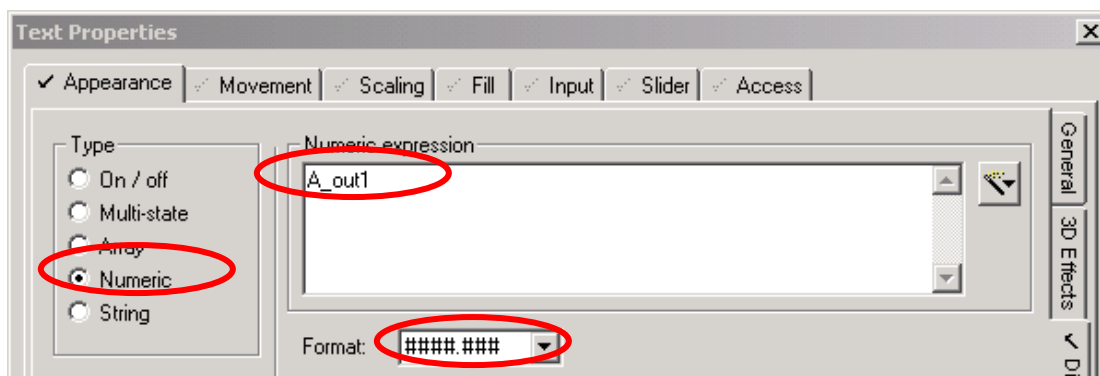 Text Properties
Appearance Movement Scaling Fill Input Slider Access
Type
On / off
Multi-state
Array
Numeric
String
Numeric expression
A_out1
Format: ####.###
General
3D Effects